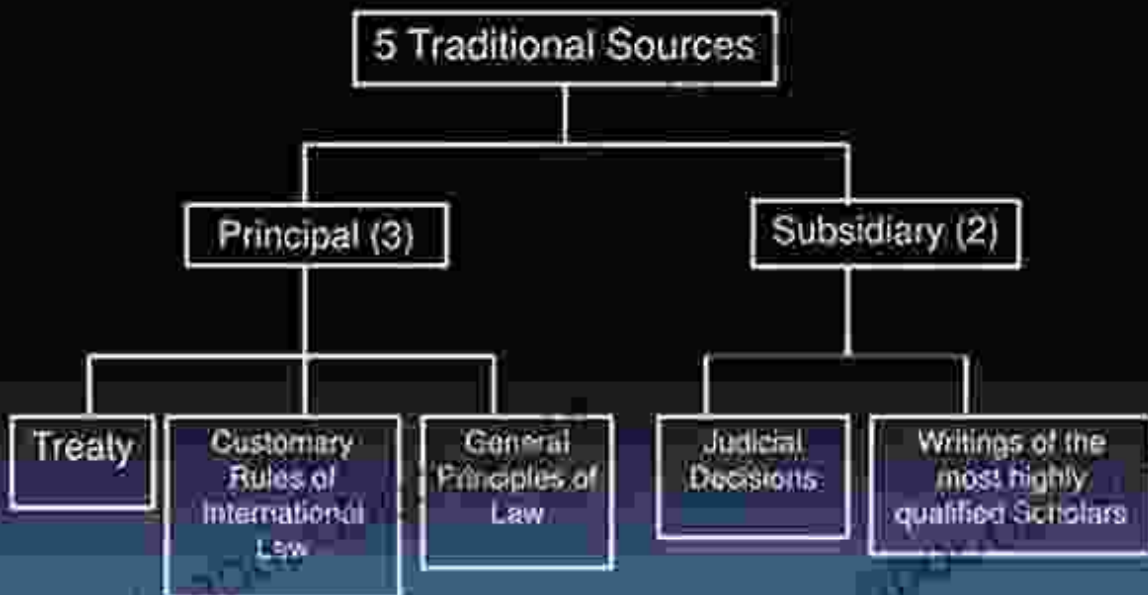 5 Traditional Sources
Principal (3)
Subsidiary (2)
Treaty
Customary
Rules of
International
Law
General
Principles of
Law
Judicial
Decisions
Writings of the
most highly
qualified Scholars